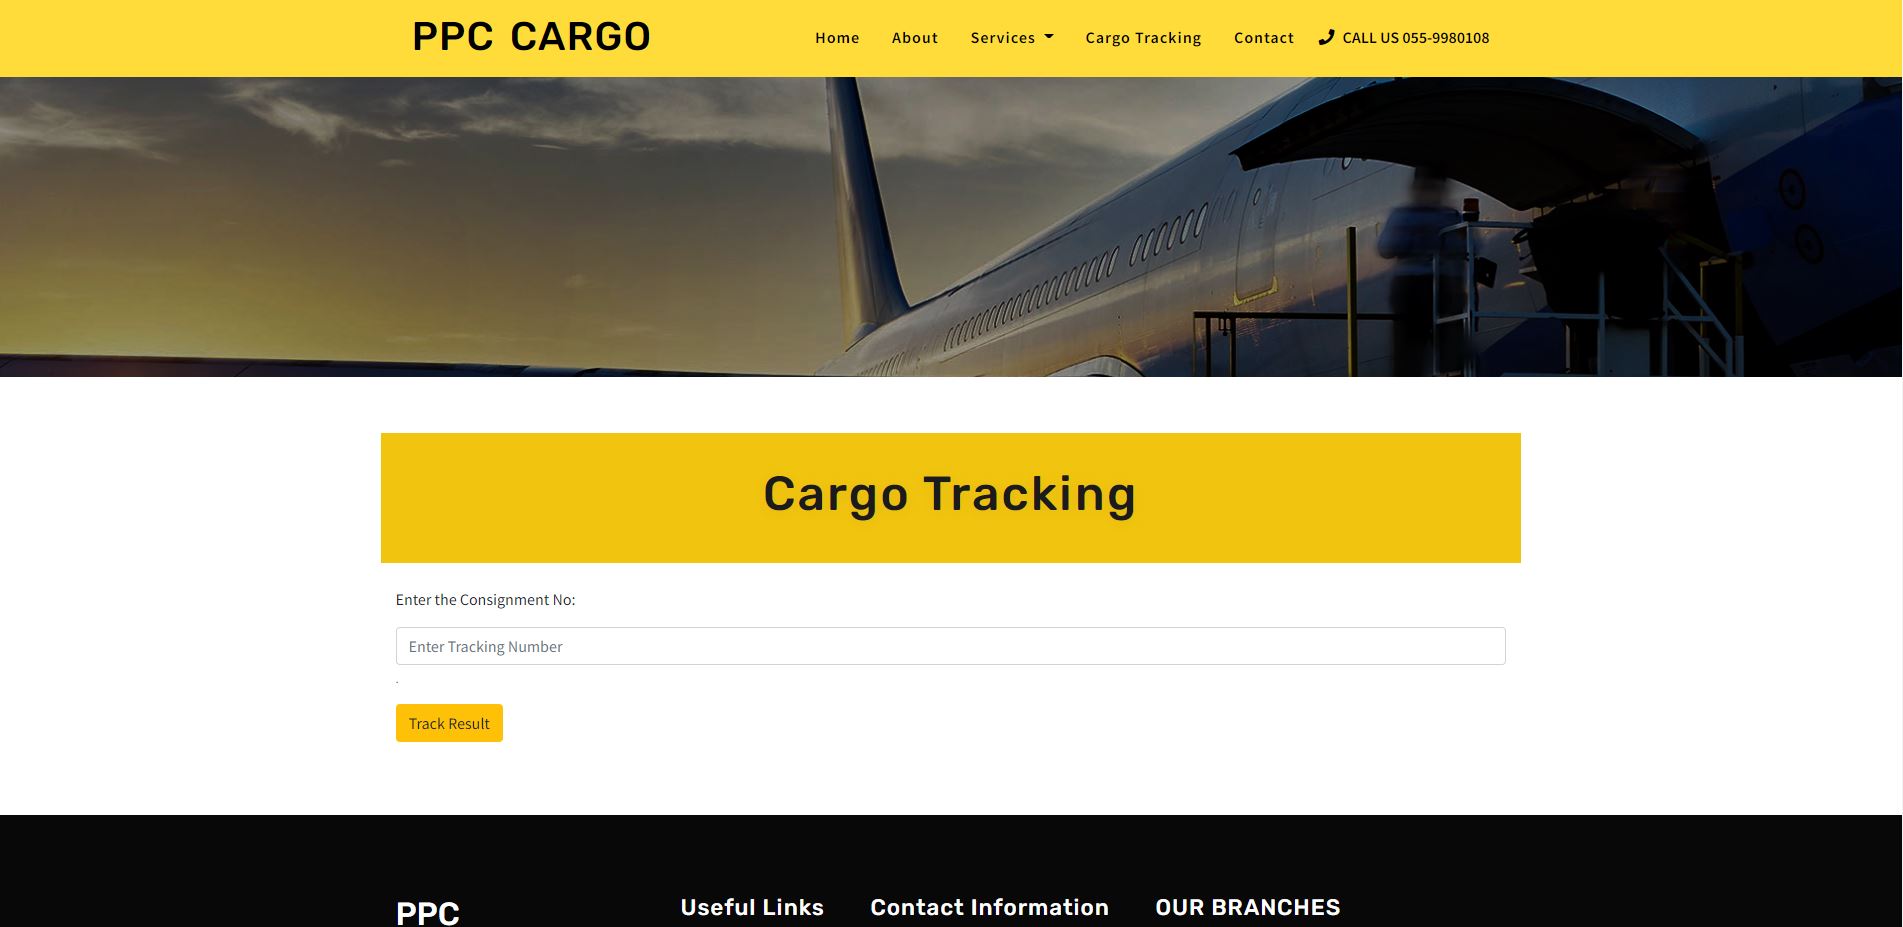 PPC CARGO
Home About Services Cargo Tracking Contact CALL US 055-9980108
Cargo Tracking
Enter the Consignment No:
Enter Tracking Number
.
Track Result
PPC Useful Links Contact Information OUR BRANCHES